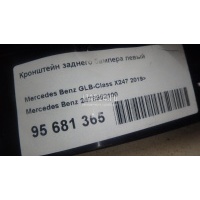 Кронштейн заднего бампера левый
Mercedes Benz GLB-Class X247 2019>
Mercedes Benz
95 681 365